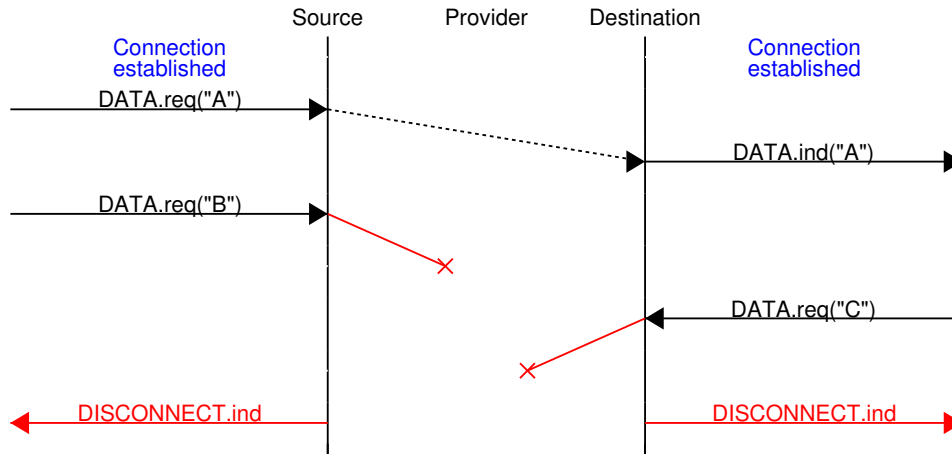 Source Provider Destination
Connection
established
Connection
established
DATA.req("A")
DATA.ind("A")
DATA.req("B")
DATA.req("C")
DISCONNECT.ind
DISCONNECT.ind